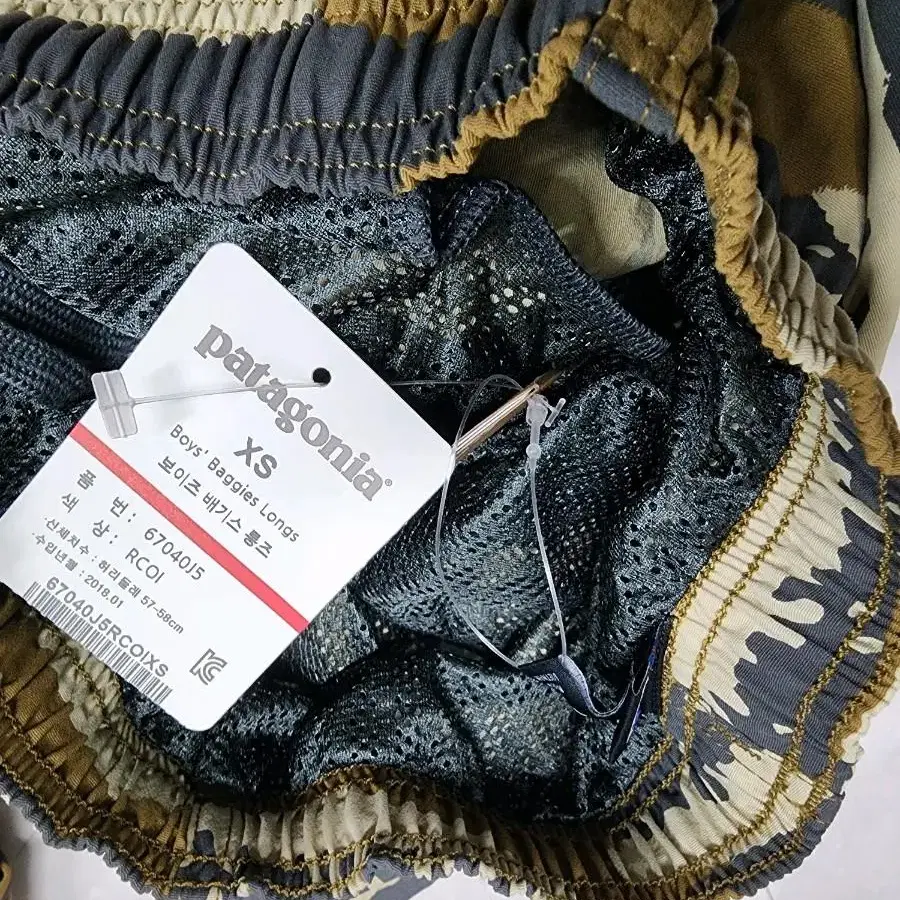 patagonia®
XS
Boys' Baggies Longs
보이즈 배기스 롱즈
품 번 : 67040J5
색 상 : RCOI
·신체치수 : 허리둘레 57-58cm
·수입년월 : 2018.01
67040J5RCOIXS